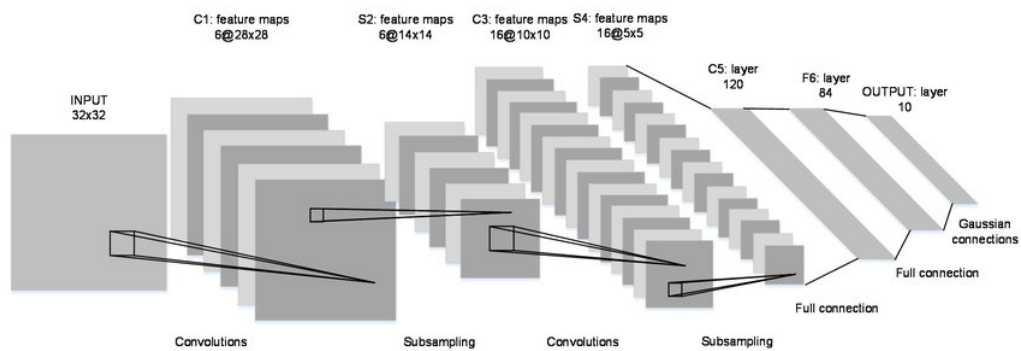 C1: feature maps
6@28x28
S2: feature maps
6@14x14
C3: feature maps
16@10x10
S4: feature maps
16@5x5
INPUT
32x32
C5: layer
120
F6: layer
84
OUTPUT: layer
10
Gaussian
connections
Full connection
Full connection
Convolutions
Subsampling
Convolutions
Subsampling